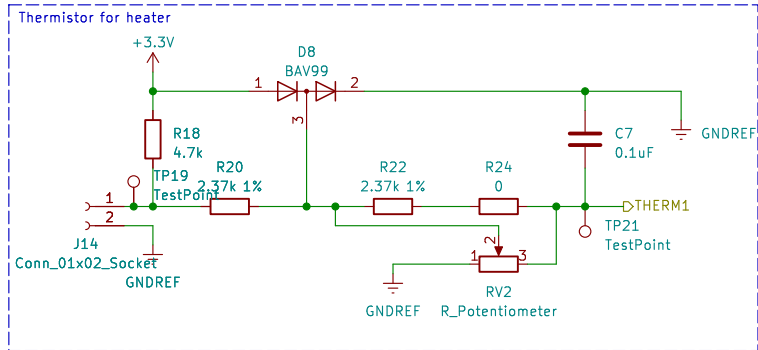 Thermistor for heater
+3.3V
D8
BAV99
1
2
3
R18
4.7k
C7
0.1uF
GNDREF
TP19
TestPoint
R20
2.37k 1%
R22
2.37k 1%
R24
0
1
2
J14
Conn_01x02_Socket
GNDREF
THERM1
TP21
TestPoint
2
1
3
GNDREF
RV2
R_Potentiometer